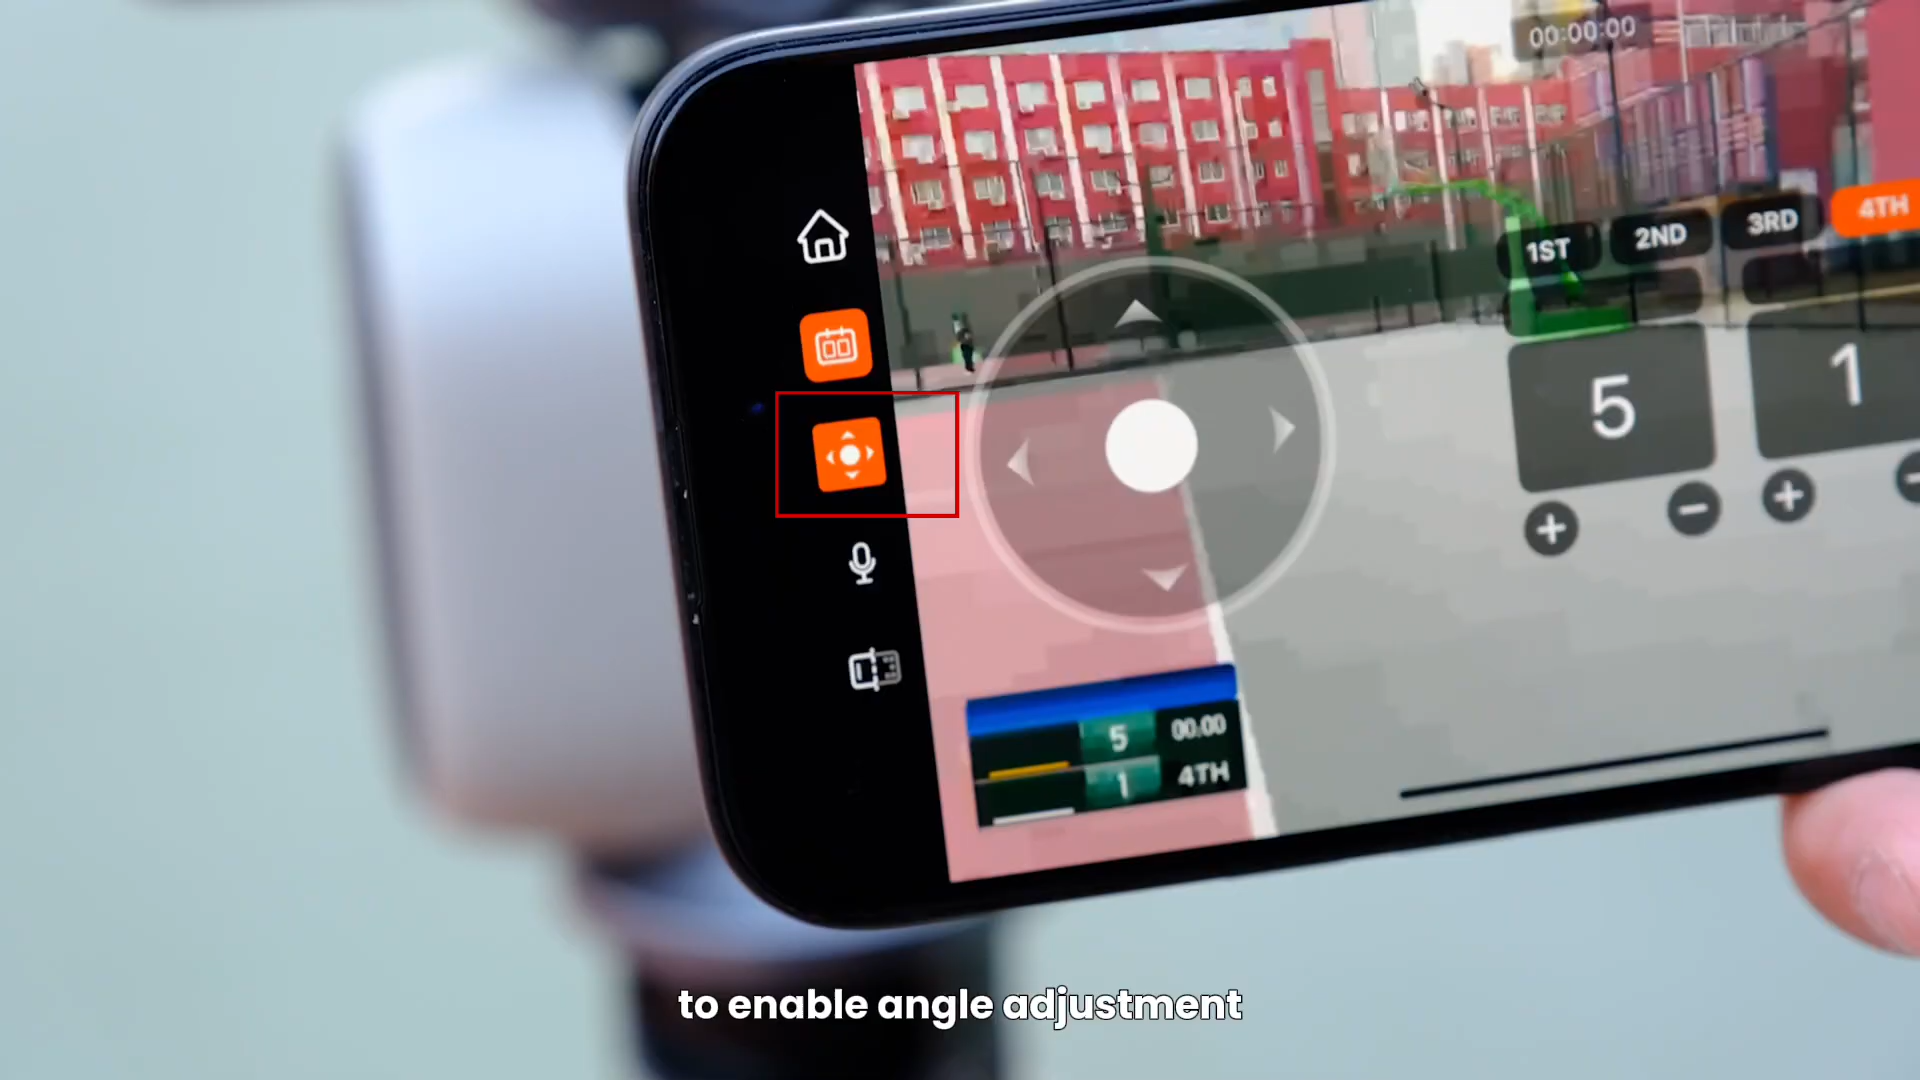 00:00:00
1ST 2ND 3RD 4TH
5 1
5 00:00
1 4TH
to enable angle adjustment